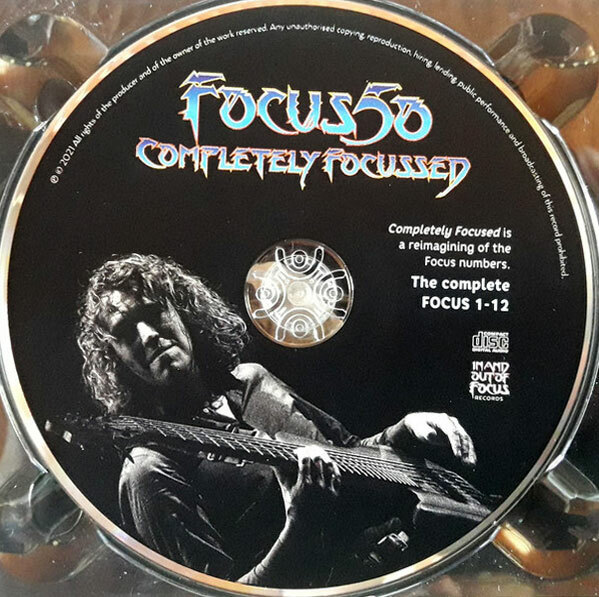 ℗ © 2021 All rights of the producer and of the owner of the work reserved. Any unauthorised copying, reproduction, hiring, lending, public performance and broadcasting of this record prohibited.
FOCUS50
COMPLETELY FOCUSSED
Completely Focused is
a reimagining of the
Focus numbers.
The complete
FOCUS 1-12
COMPACT
disc
DIGITAL AUDIO
IN AND
OUT OF
FOCUS
RECORDS